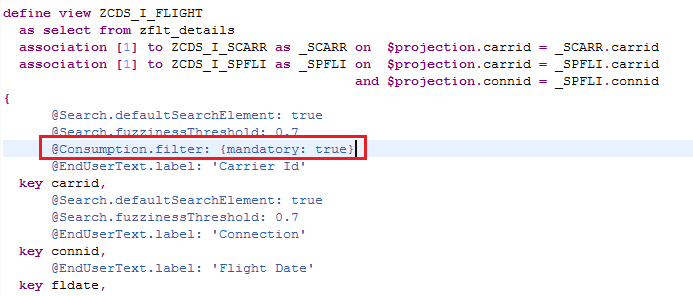 define view ZCDS_I_FLIGHT
as select from zflt_details
association [1] to ZCDS_I_SCARR as _SCARR on $projection.carrid = _SCARR.carrid
association [1] to ZCDS_I_SPFLI as _SPFLI on $projection.carrid = _SPFLI.carrid
and $projection.connid = _SPFLI.connid
{
@Search.defaultSearchElement: true
@Search.fuzzinessThreshold: 0.7
@Consumption.filter: {mandatory: true}
@EndUserText.label: 'Carrier Id'
key carrid,
@Search.defaultSearchElement: true
@Search.fuzzinessThreshold: 0.7
@EndUserText.label: 'Connection'
key connid,
@EndUserText.label: 'Flight Date'
key fldate,